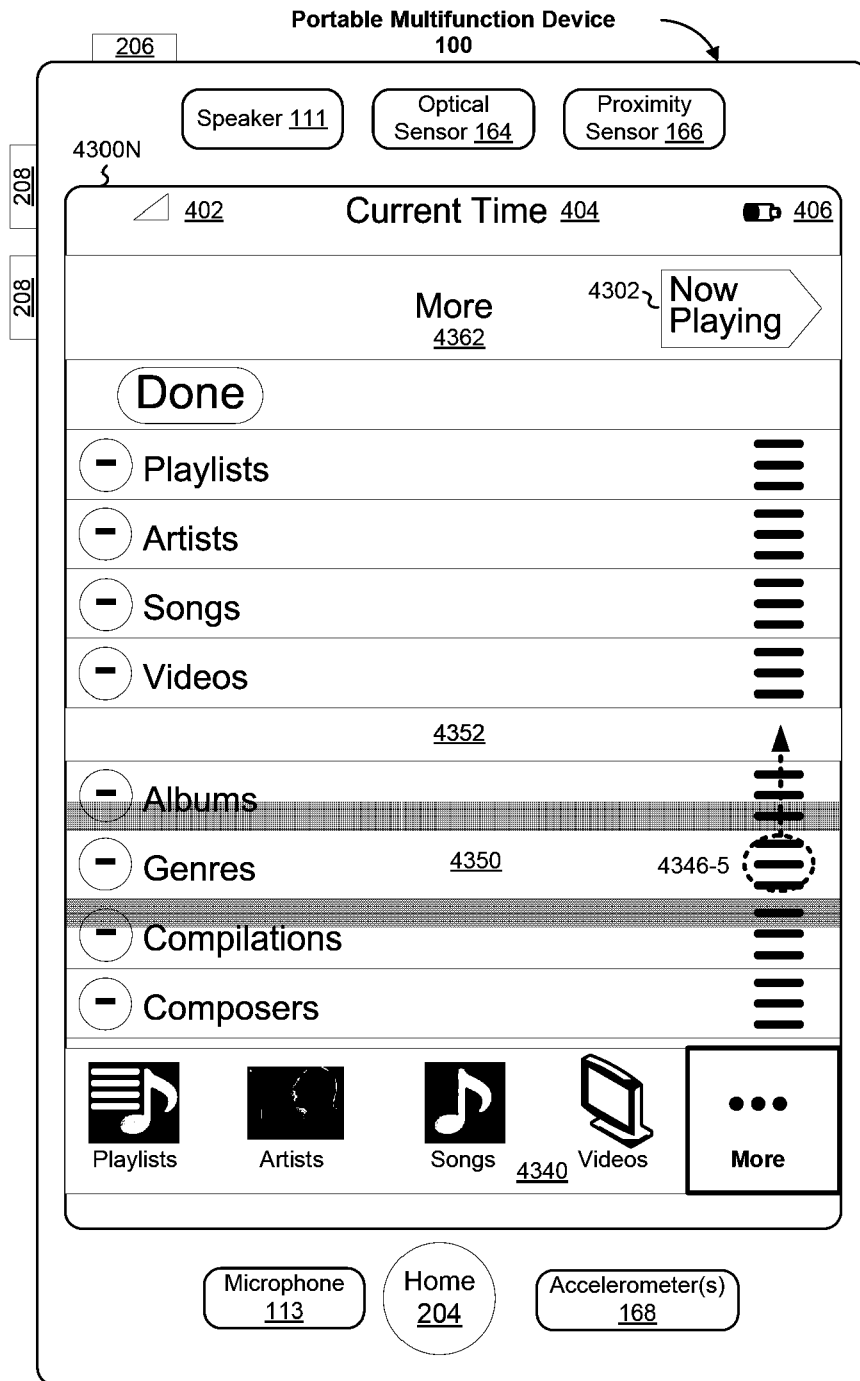 Portable Multifunction Device
100
206
Speaker 111
Optical
Sensor 164
Proximity
Sensor 166
4300N
208
208
402
Current Time 404
406
More
4362
4302
Now
Playing
Done
Playlists
Artists
Songs
Videos
4352
Albums
Genres
4350
4346-5
Compilations
Composers
Playlists
Artists
Songs
4340
Videos
More
Microphone
113
Home
204
Accelerometer(s)
168